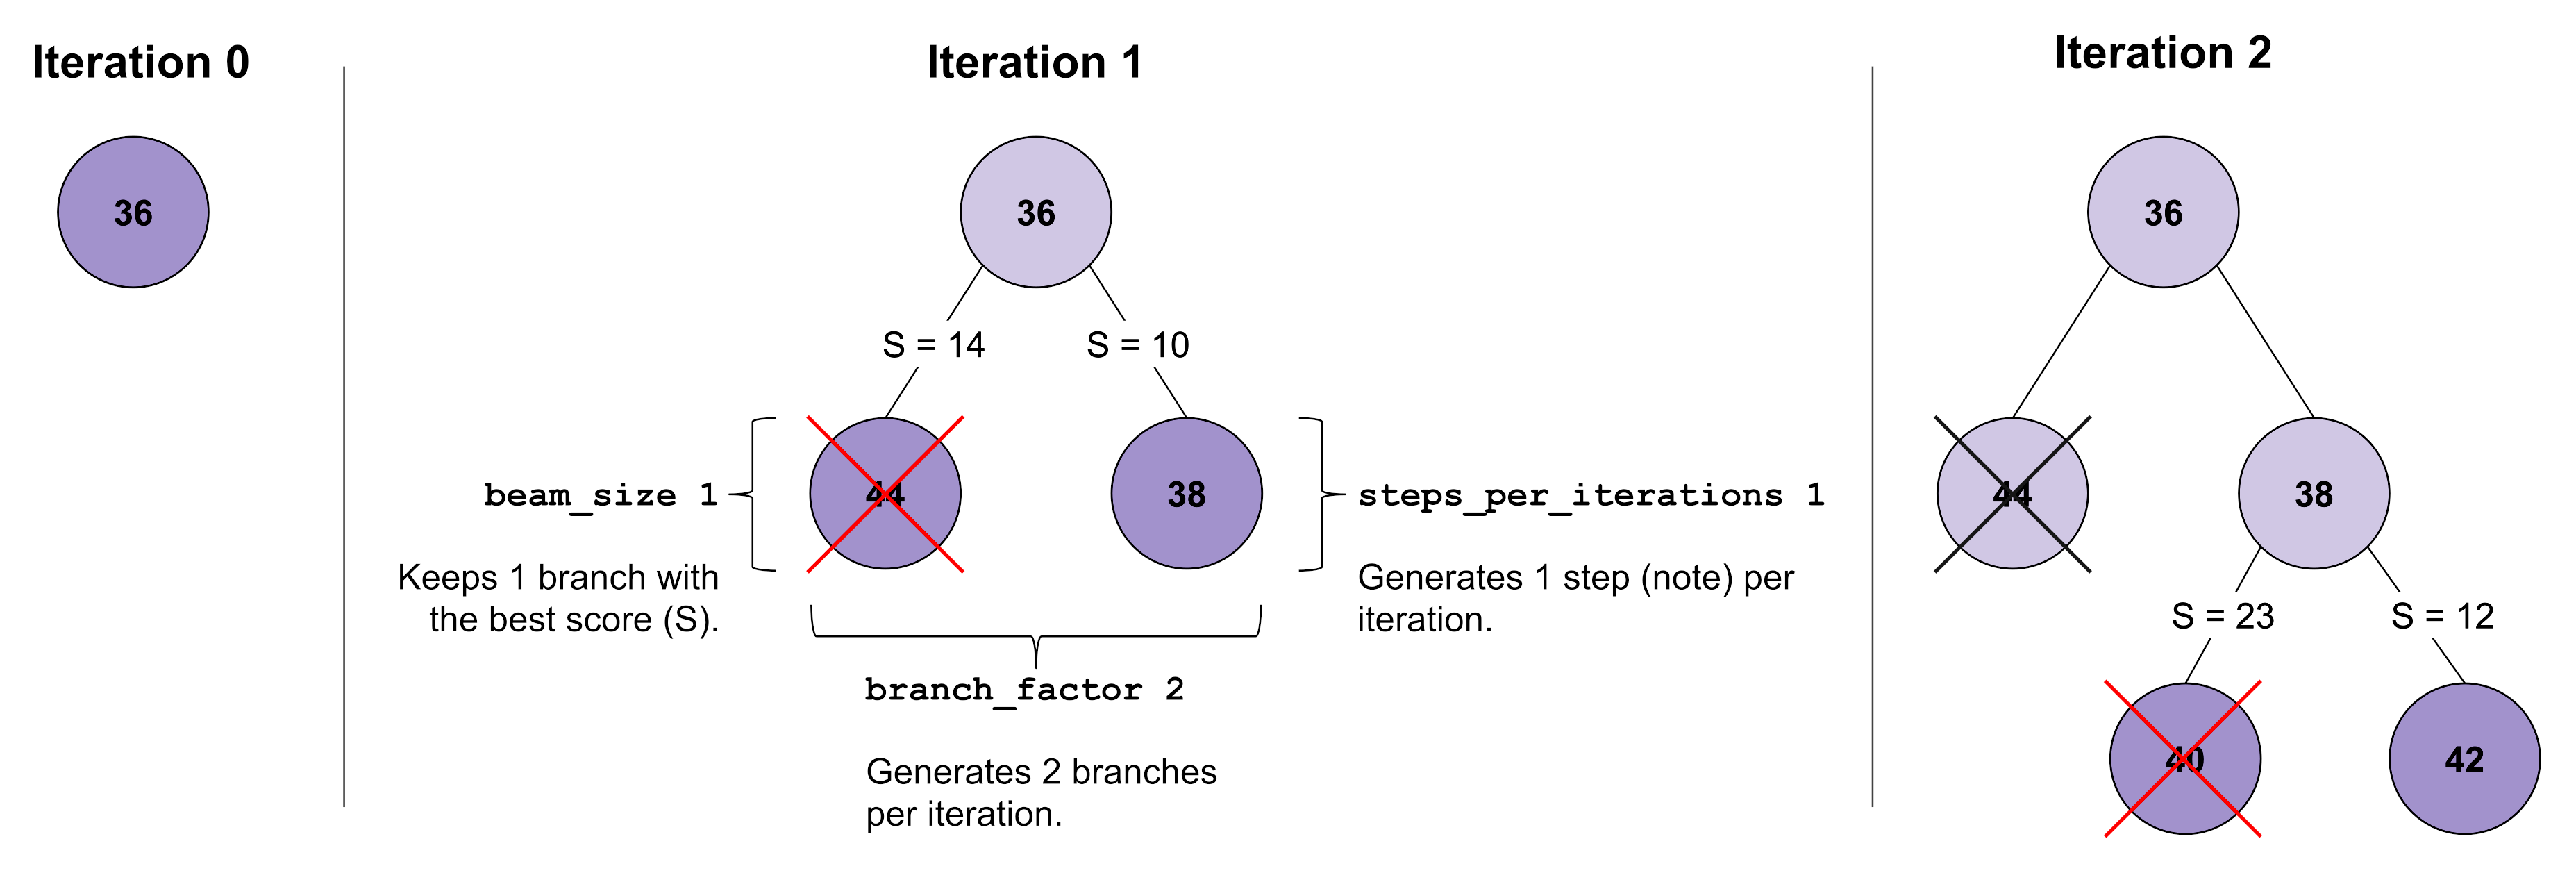 Iteration 0
36
Iteration 1
36
S = 14
S = 10
44
38
beam_size 1
Keeps 1 branch with
the best score (S).
steps_per_iterations 1
Generates 1 step (note) per
iteration.
branch_factor 2
Generates 2 branches
per iteration.
Iteration 2
36
44
38
S = 23
S = 12
40
42